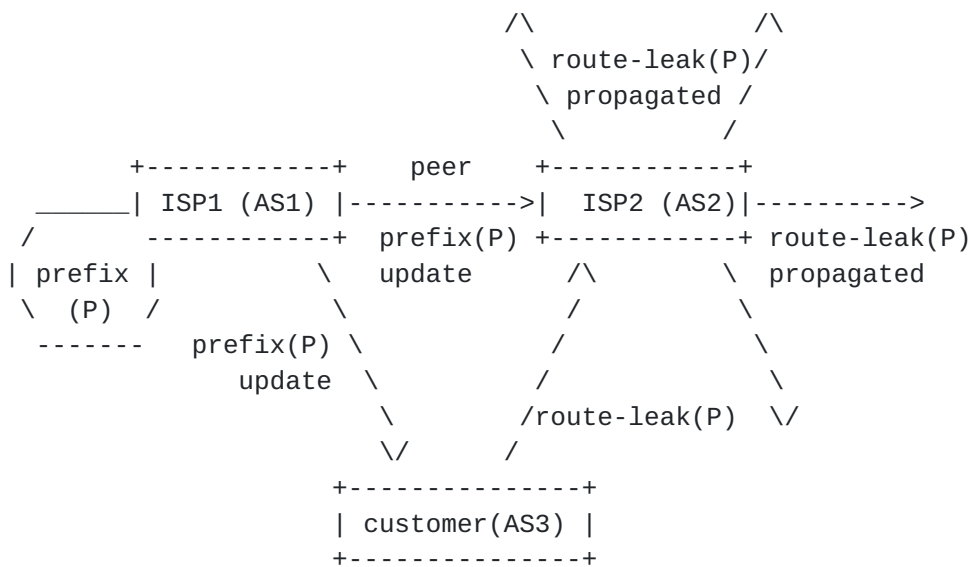 /\              /\
\ route-leak(P)/
\ propagated /
\          /
+------------+    peer    +------------+
______| ISP1 (AS1) |----------->|  ISP2 (AS2)|---------->
/       ------------+  prefix(P) +------------+ route-leak(P)
| prefix |          \   update      /\        \  propagated
\  (P)  /            \              /          \
-------   prefix(P) \            /            \
update  \          /              \
\        /route-leak(P)  \/
\/      /
+---------------+
| customer(AS3) |
+---------------+